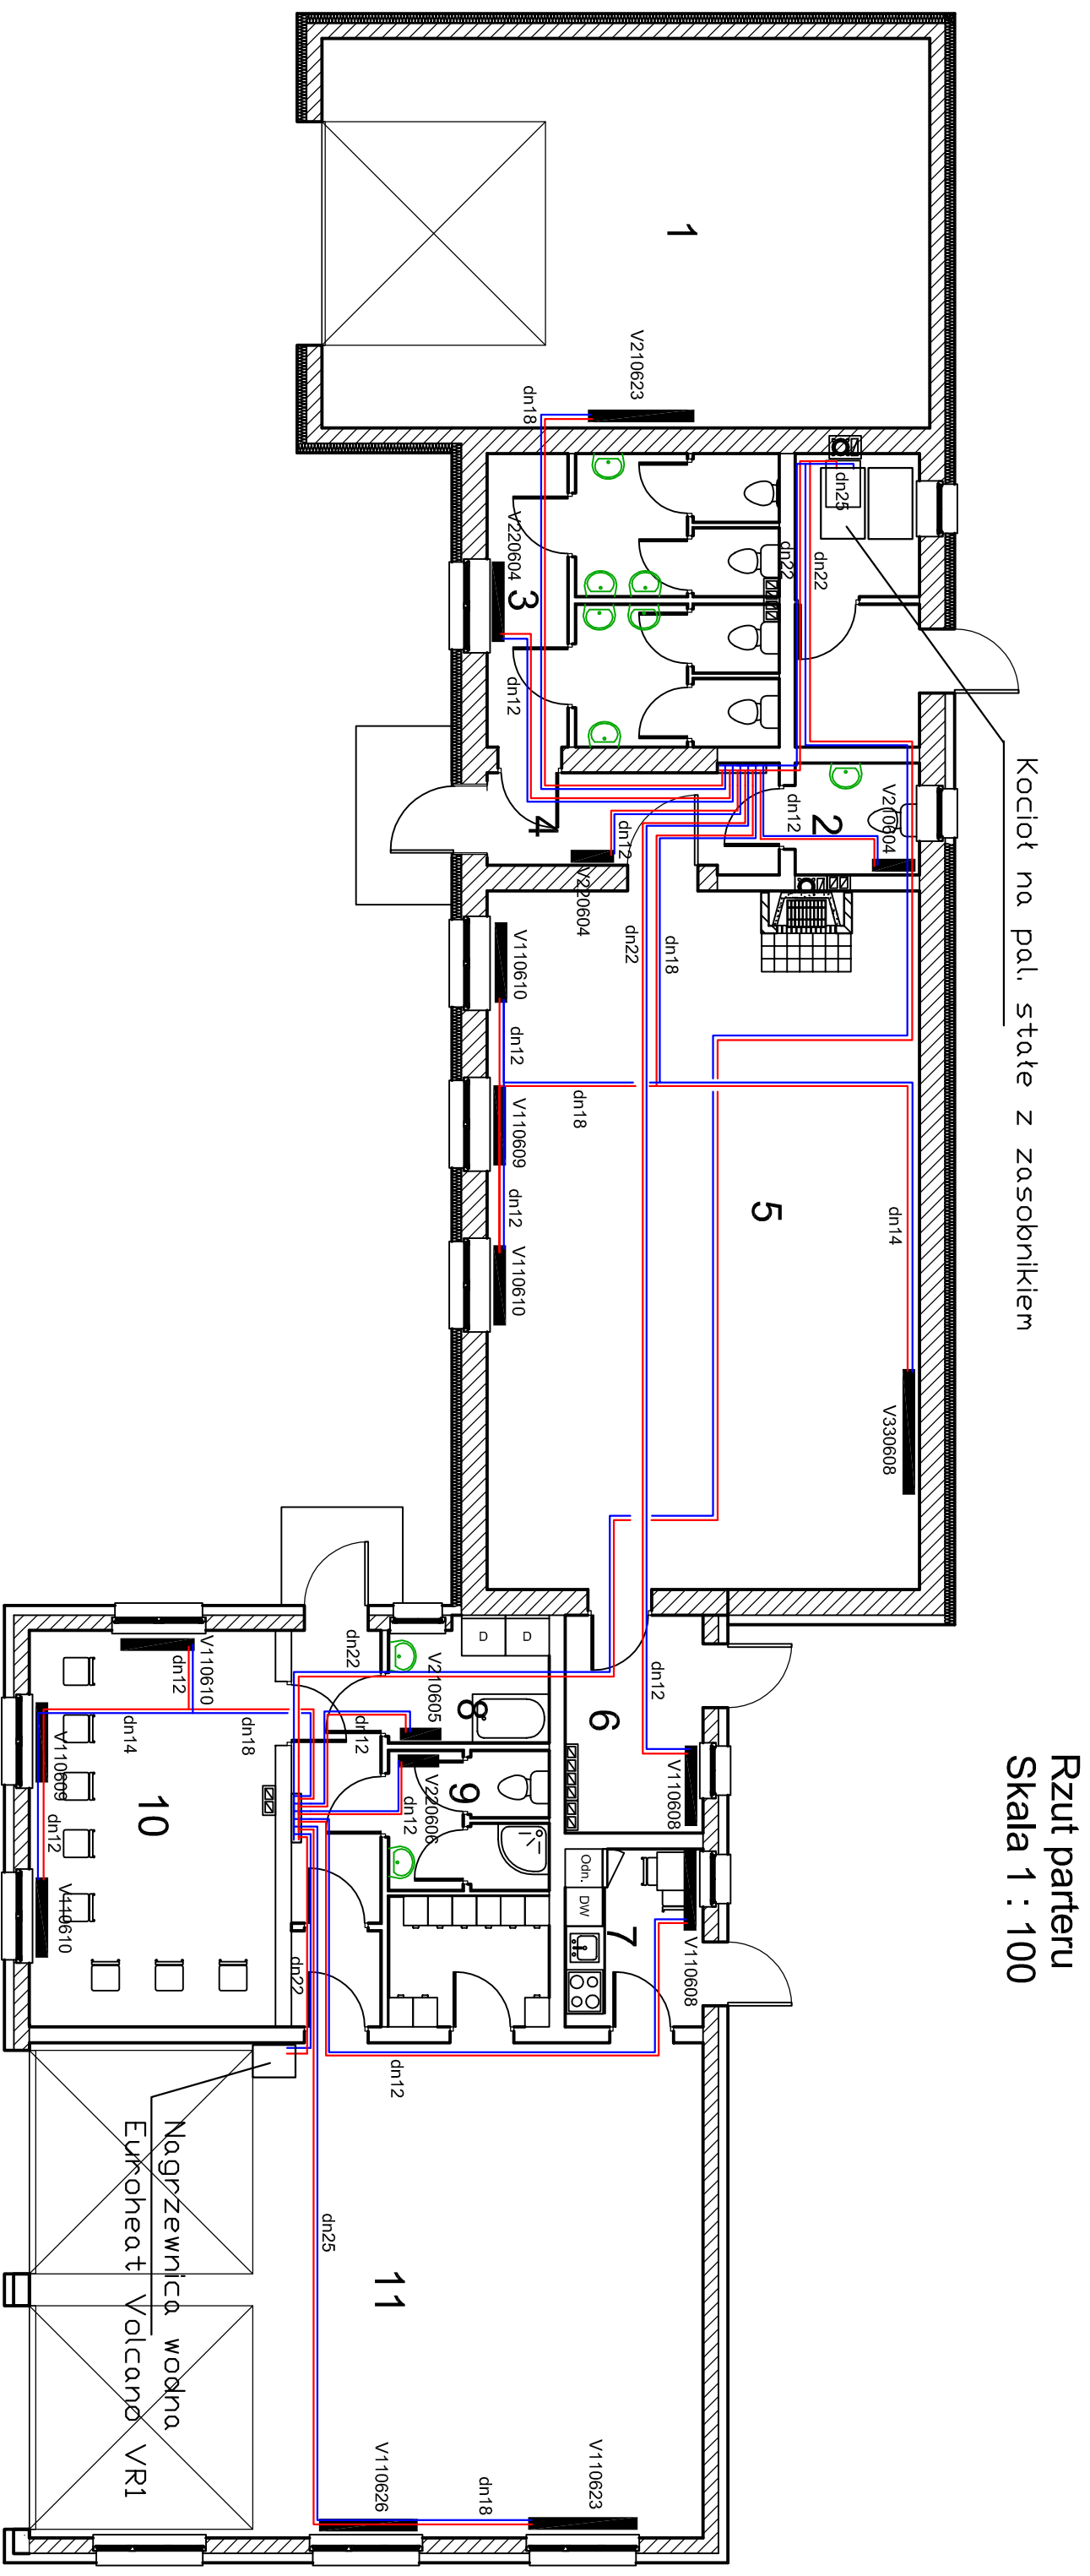 Rzut parteru
Skala 1 : 100
Kocioł na pal. stałe z zasobnikiem
1
V210623
dn18
dn25
dn22
dn22
V220604
3
dn12
V210604
2
dn12
4
dn12
V220604
dn22
dn18
V110610
dn12
V110609
dn18
dn12
V110610
5
dn14
V330608
D
D
dn22
V210605
8
dn12
6
dn12
V110608
V110610
dn12
dn14
dn18
V110609
dn12
V110610
10
9
V220606
dn12
Odn.
DW
7
V110608
dn22
dn12
Nagrzewnica wodna
Euroheat Volcano VR1
dn25
11
V110626
dn18
V110623